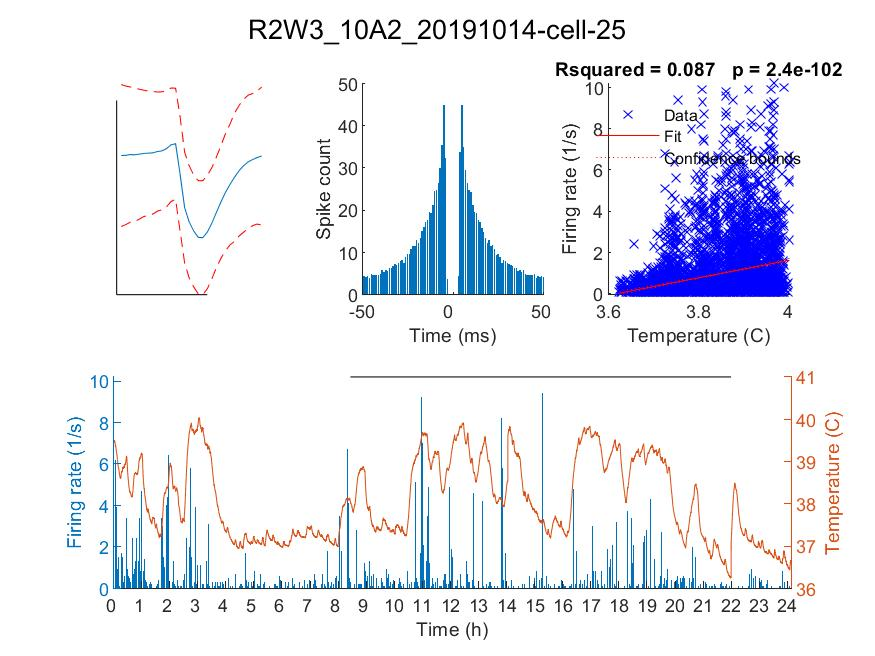 R2W3_10A2_20191014-cell-25
Rsquared = 0.087 p = 2.4e-102
50
40
30
20
10
0
Spike count
-50 0 50
Time (ms)
10
8
6
4
2
0
Firing rate (1/s)
Data
Fit
Confidence bounds
3.6 3.8 4
Temperature (C)
10
8
6
4
2
0
Firing rate (1/s)
41
40
39
38
37
36
Temperature (C)
0 1 2 3 4 5 6 7 8 9 10 11 12 13 14 15 16 17 18 19 20 21 22 23 24
Time (h)